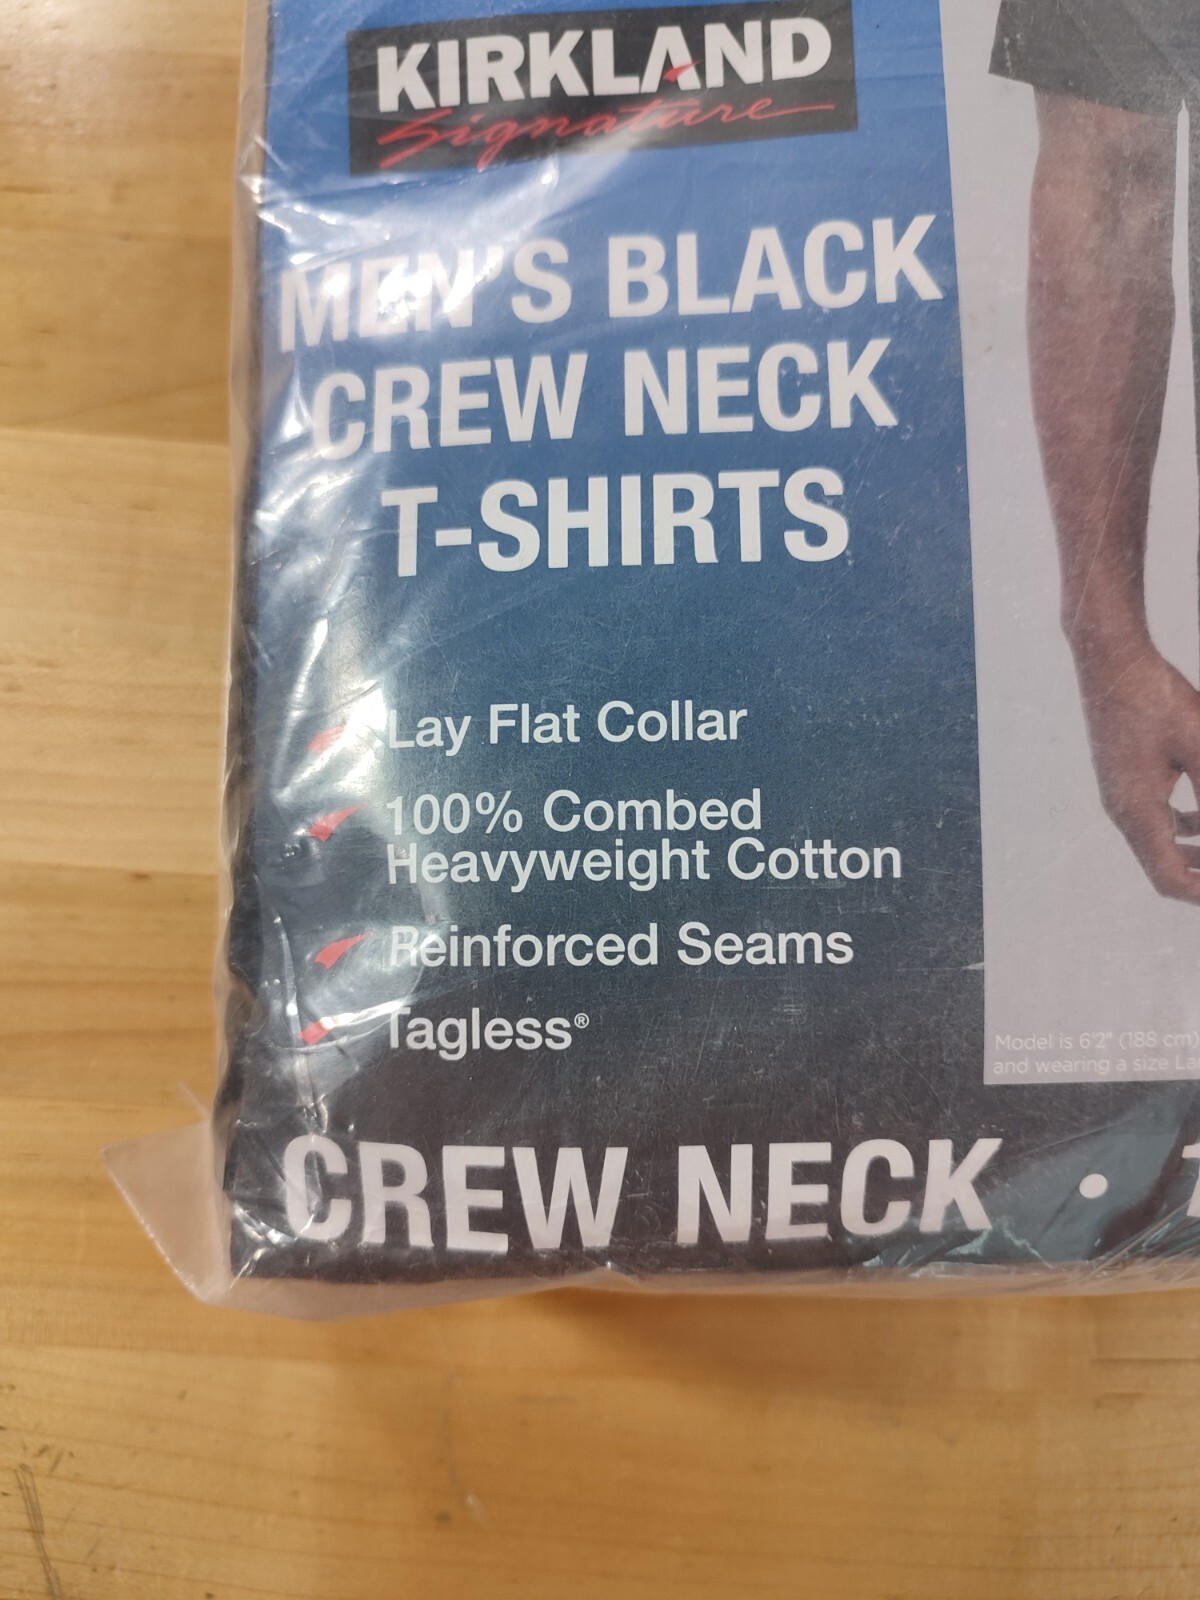 KIRKLAND
Signature
MEN'S BLACK
CREW NECK
T-SHIRTS
Lay Flat Collar
100% Combed
Heavyweight Cotton
Reinforced Seams
Tagless®
Model is 6'2" (188 cm)
and wearing a size
CREW NECK •